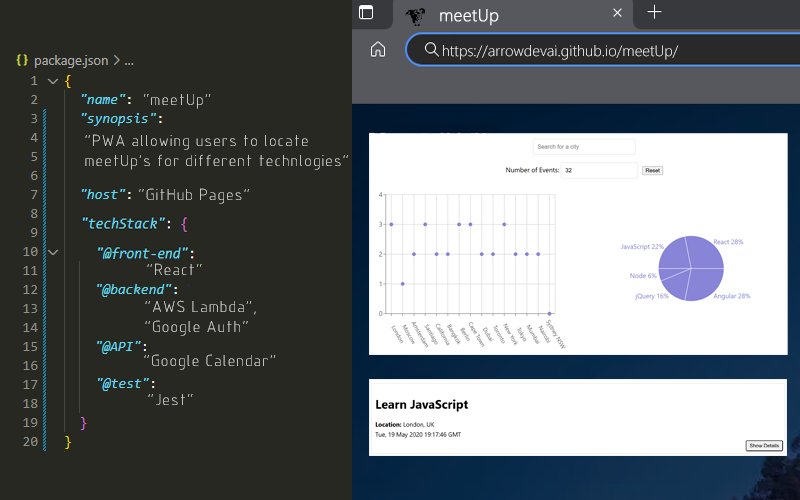 {} package.json > ...
1 {
2 "name": "meetUp"
3 "synopsis":
4 "PWA allowing users to locate
5 meetUp's for different technlogies"
6
7 "host": "GitHub Pages"
8 "techStack": {
9
10 "@front-end":
11 "React"
12 "@backend":
13 "AWS Lambda",
14 "Google Auth"
15 "@API":
16 "Google Calendar"
17 "@test":
18 "Jest"
19 }
20 }
meetUp
https://arrowdevai.github.io/meetUp/
Search for a city
Number of Events: 32 Reset
4
3
2
1
0
London
Moscow
Amsterdam
Santiago
California
Bangkok
Berlin
Cape Town
Dubai
Toronto
New York
Tokyo
Mumbai
Nairobi
Sydney NSW
JavaScript 22%
React 28%
Node 6%
jQuery 16%
Angular 28%
Learn JavaScript
Location: London, UK
Tue, 19 May 2020 19:17:46 GMT
Show Details